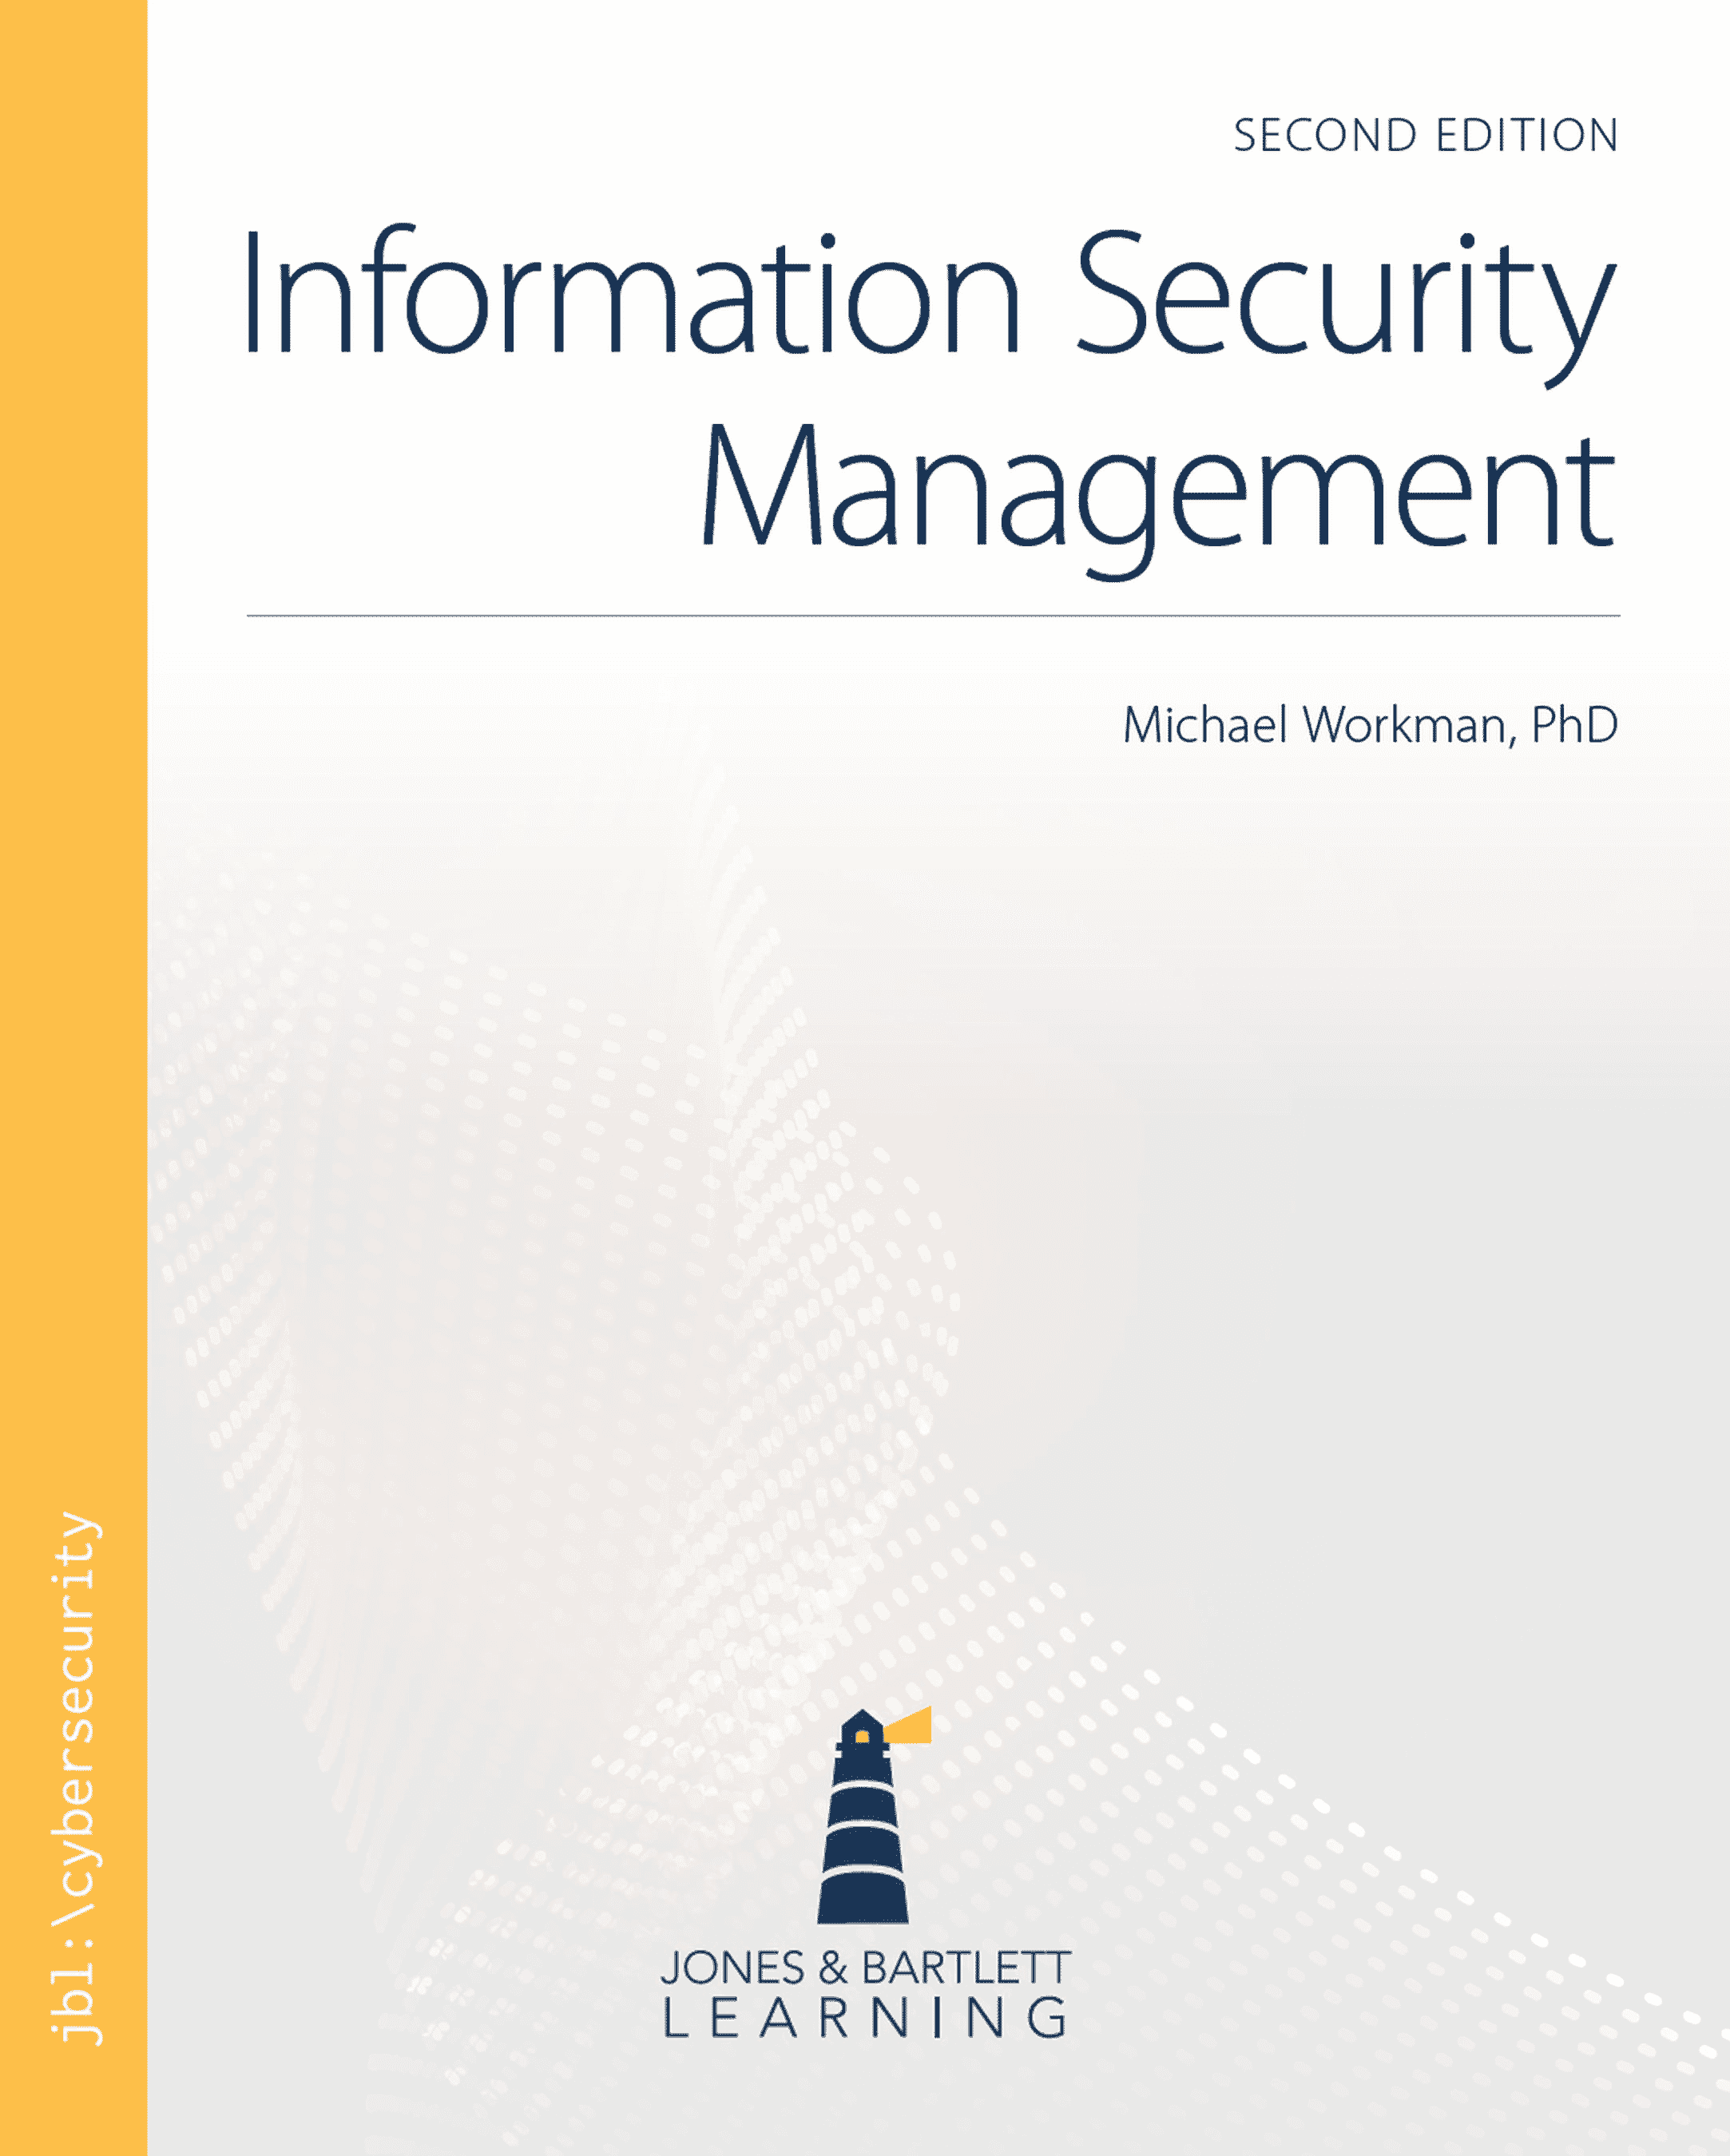 SECOND EDITION
Information Security
Management
Michael Workman, PhD
jbl:\cybersecurity
JONES & BARTLETT
LEARNING